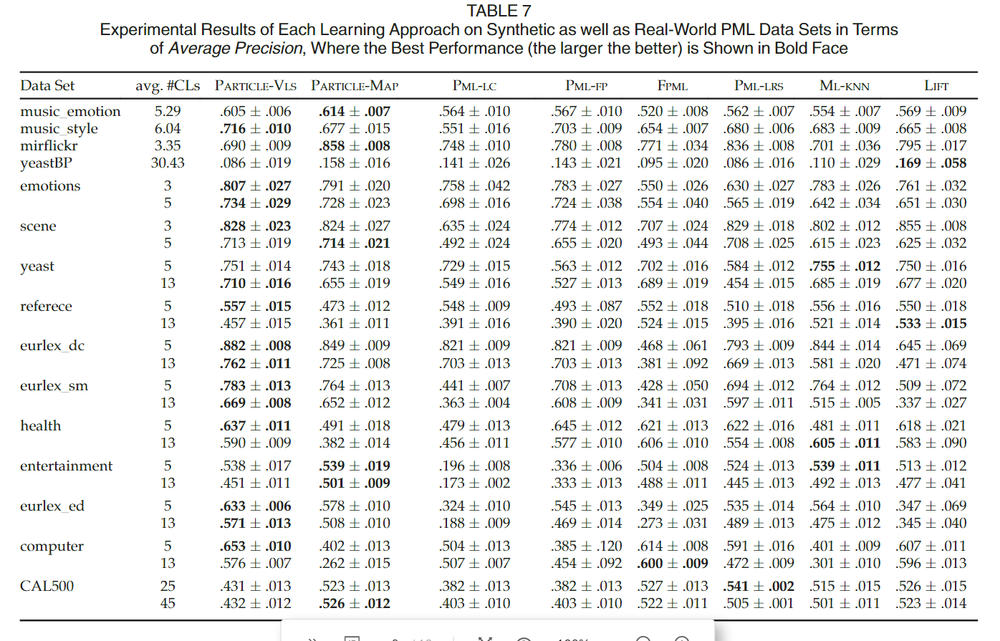 TABLE 7
Experimental Results of Each Learning Approach on Synthetic as well as Real-World PML Data Sets in Terms
of Average Precision, Where the Best Performance (the larger the better) is Shown in Bold Face
Data Set avg. #CLs PARTICLE-VLS PARTICLE-MAP PML-LC PML-FP FPML PML-LRS ML-KNN LIFT
music_emotion 5.29 .605 ± .006 .614 ± .007 .564 ± .010 .567 ± .010 .520 ± .008 .562 ± .007 .554 ± .007 .569 ± .009
music_style 6.04 .716 ± .010 .677 ± .015 .551 ± .016 .703 ± .009 .654 ± .007 .680 ± .006 .683 ± .009 .665 ± .008
mirflickr 3.35 .690 ± .009 .858 ± .008 .748 ± .010 .780 ± .008 .771 ± .034 .836 ± .008 .701 ± .036 .795 ± .017
yeastBP 30.43 .086 ± .019 .158 ± .016 .141 ± .026 .143 ± .021 .095 ± .020 .086 ± .016 .110 ± .029 .169 ± .058
emotions 3 .807 ± .027 .791 ± .020 .758 ± .042 .783 ± .027 .550 ± .026 .630 ± .027 .783 ± .026 .761 ± .032
5 .734 ± .029 .728 ± .023 .698 ± .016 .724 ± .038 .554 ± .040 .565 ± .019 .642 ± .034 .651 ± .030
scene 3 .828 ± .023 .824 ± .027 .635 ± .024 .774 ± .012 .707 ± .024 .829 ± .018 .802 ± .012 .855 ± .008
5 .713 ± .019 .714 ± .021 .492 ± .024 .655 ± .020 .493 ± .044 .708 ± .025 .615 ± .023 .625 ± .032
yeast 5 .751 ± .014 .743 ± .018 .729 ± .015 .563 ± .012 .702 ± .016 .584 ± .012 .755 ± .012 .750 ± .016
13 .710 ± .016 .655 ± .019 .549 ± .016 .527 ± .013 .689 ± .019 .454 ± .015 .685 ± .019 .677 ± .020
referece 5 .557 ± .015 .473 ± .012 .548 ± .009 .493 ± .087 .552 ± .018 .510 ± .018 .556 ± .016 .550 ± .018
13 .457 ± .015 .361 ± .011 .391 ± .016 .390 ± .020 .524 ± .015 .395 ± .016 .521 ± .014 .533 ± .015
eurlex_dc 5 .882 ± .008 .849 ± .009 .821 ± .009 .821 ± .009 .468 ± .061 .793 ± .009 .844 ± .014 .645 ± .069
13 .762 ± .011 .725 ± .008 .703 ± .013 .703 ± .013 .381 ± .092 .669 ± .013 .581 ± .020 .471 ± .074
eurlex_sm 5 .783 ± .013 .764 ± .013 .441 ± .007 .708 ± .013 .428 ± .050 .694 ± .012 .764 ± .012 .509 ± .072
13 .669 ± .008 .652 ± .012 .363 ± .004 .608 ± .009 .341 ± .031 .597 ± .011 .515 ± .005 .337 ± .027
health 5 .637 ± .011 .491 ± .018 .479 ± .013 .645 ± .012 .621 ± .013 .622 ± .016 .481 ± .011 .618 ± .021
13 .590 ± .009 .382 ± .014 .456 ± .011 .577 ± .010 .606 ± .010 .554 ± .008 .605 ± .011 .583 ± .090
entertainment 5 .538 ± .017 .539 ± .019 .196 ± .008 .336 ± .006 .504 ± .008 .524 ± .013 .539 ± .011 .513 ± .012
13 .451 ± .011 .501 ± .009 .173 ± .002 .333 ± .013 .488 ± .011 .445 ± .013 .492 ± .013 .477 ± .041
eurlex_ed 5 .633 ± .006 .578 ± .010 .324 ± .010 .545 ± .013 .349 ± .025 .535 ± .014 .564 ± .010 .347 ± .069
13 .571 ± .013 .508 ± .010 .188 ± .009 .469 ± .014 .273 ± .031 .489 ± .013 .475 ± .012 .345 ± .040
computer 5 .653 ± .010 .402 ± .013 .504 ± .013 .385 ± .120 .614 ± .008 .591 ± .016 .401 ± .009 .607 ± .011
13 .576 ± .007 .262 ± .015 .507 ± .007 .454 ± .092 .600 ± .009 .472 ± .009 .301 ± .010 .596 ± .013
CAL500 25 .431 ± .013 .523 ± .013 .382 ± .013 .382 ± .013 .527 ± .013 .541 ± .002 .515 ± .015 .526 ± .015
45 .432 ± .012 .526 ± .012 .403 ± .010 .403 ± .010 .522 ± .011 .505 ± .001 .501 ± .011 .523 ± .014